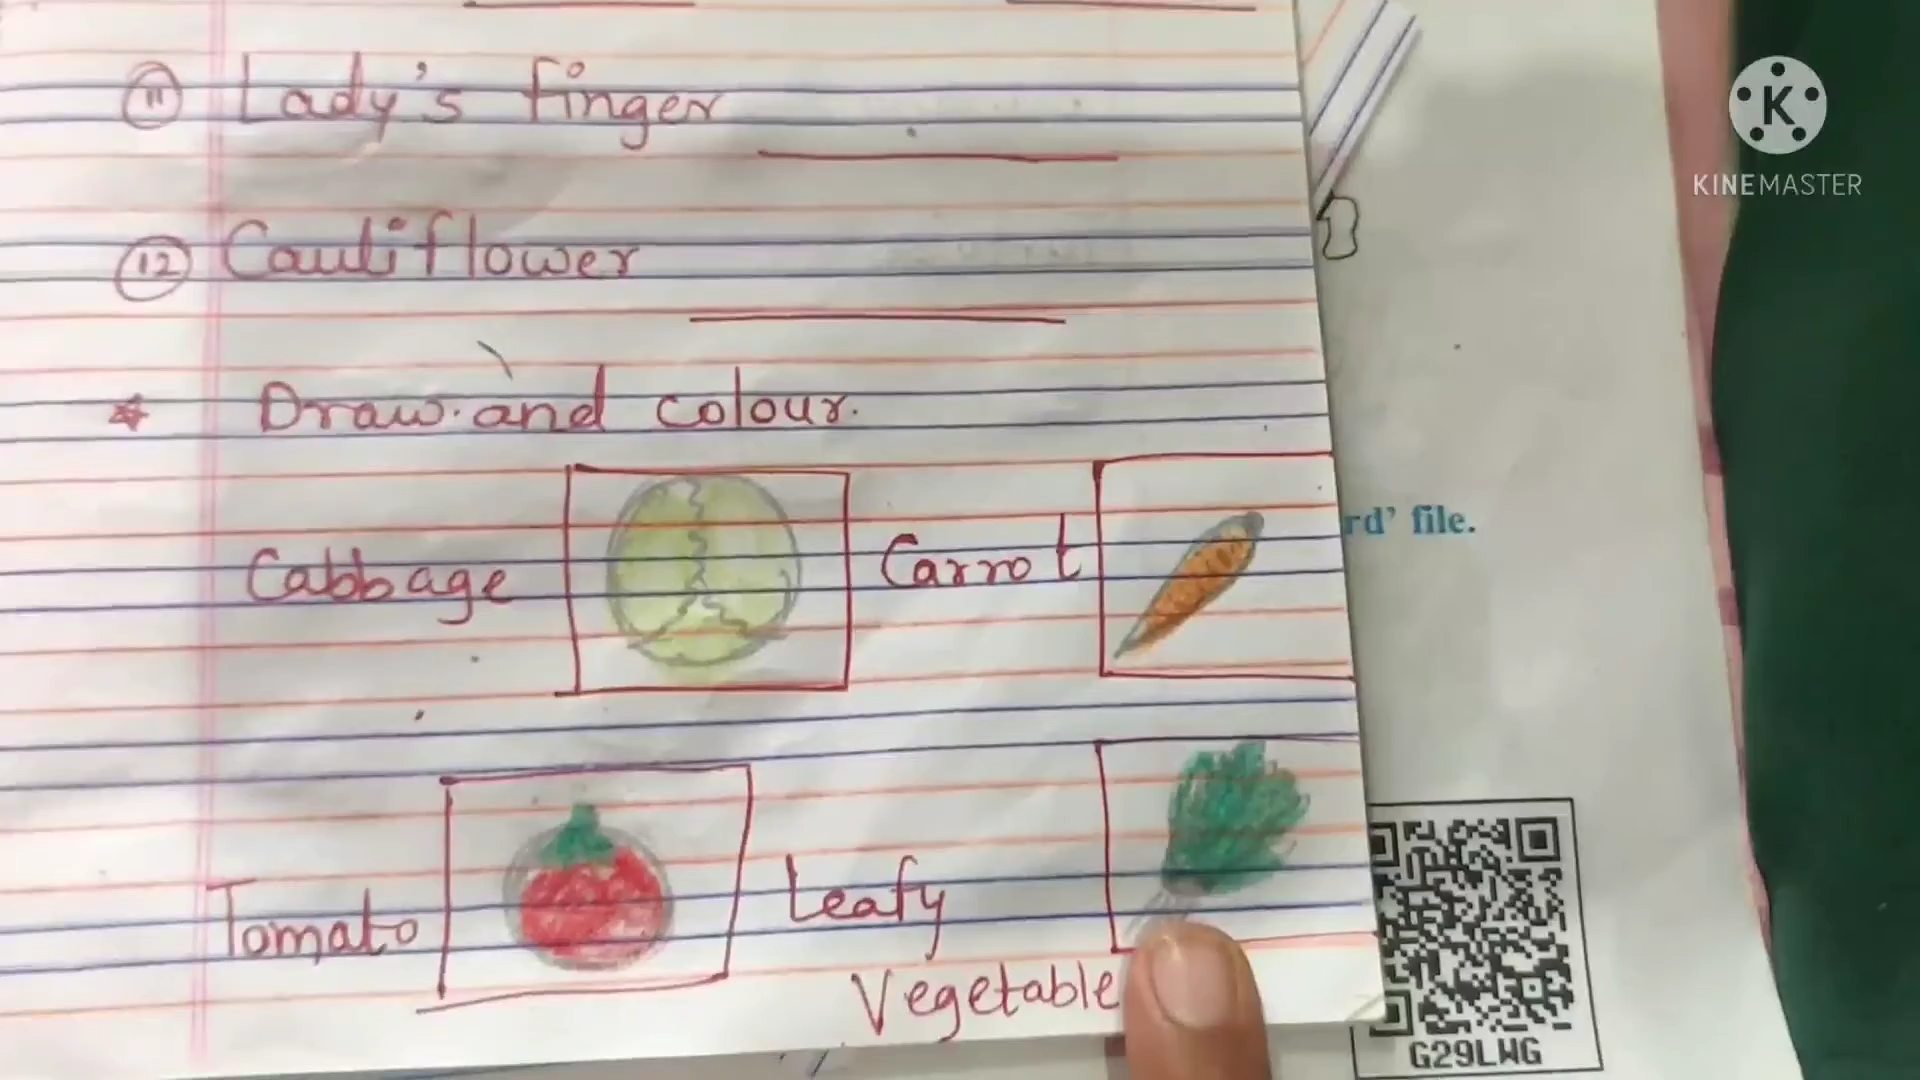 11 Lady's finger
K
KINEMASTER
12 Cauliflower
* Draw and colour.
Cabbage
Carrot
rd' file.
Tomato
Leafy
Vegetable
G29LWG